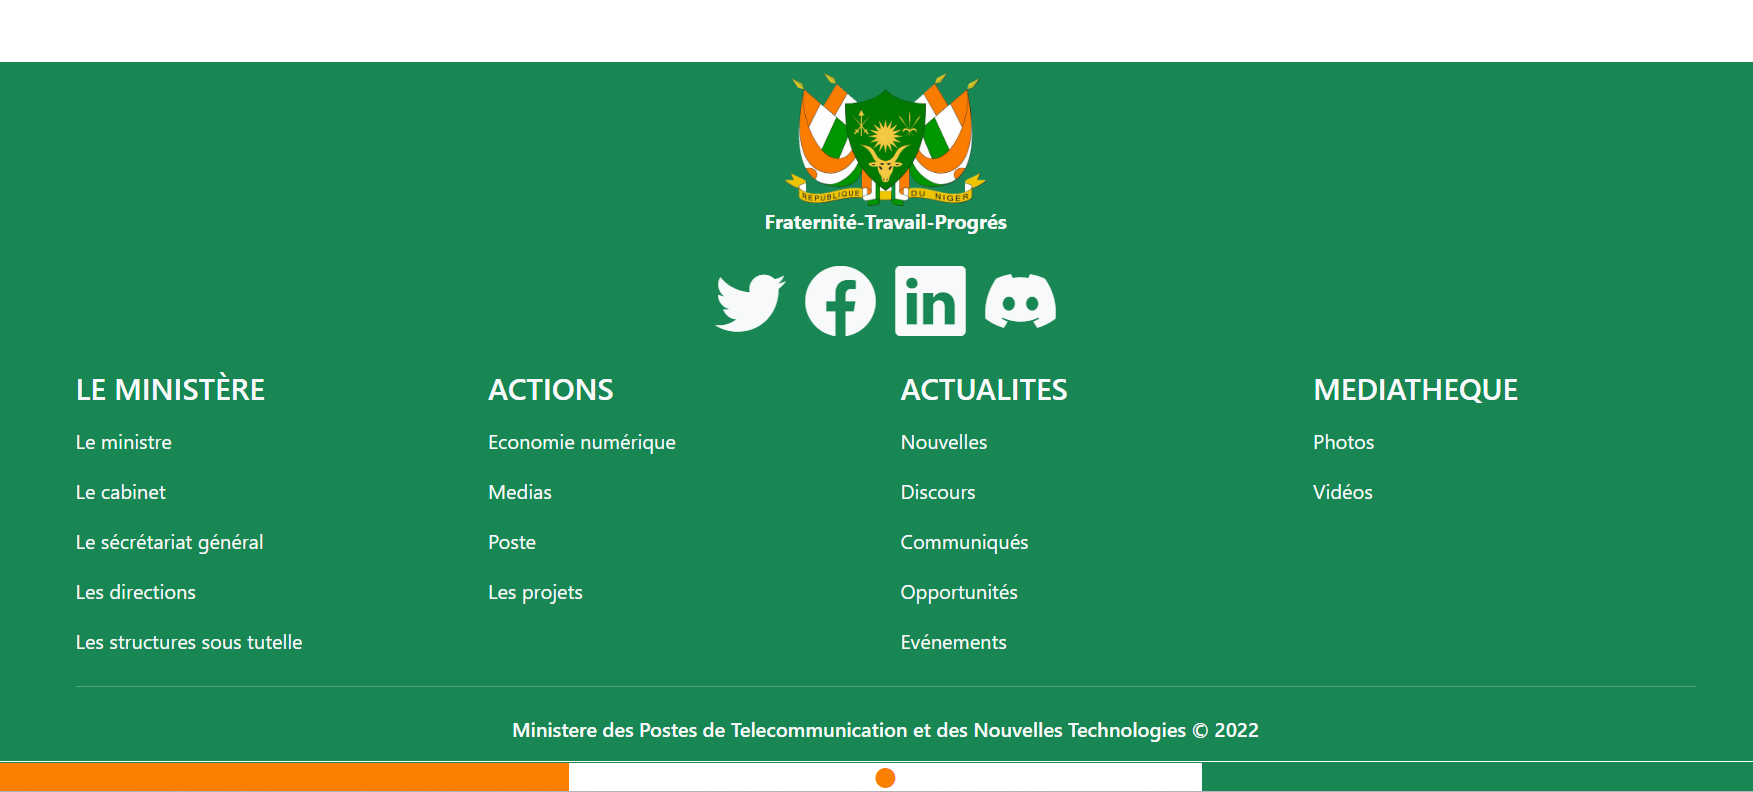 REPUBLIQUE DU NIGER
Fraternité-Travail-Progrés
LE MINISTÈRE
Le ministre
Le cabinet
Le sécrétariat général
Les directions
Les structures sous tutelle
ACTIONS
Economie numérique
Medias
Poste
Les projets
ACTUALITES
Nouvelles
Discours
Communiqués
Opportunités
Evénements
MEDIATHEQUE
Photos
Vidéos
Ministere des Postes de Telecommunication et des Nouvelles Technologies © 2022